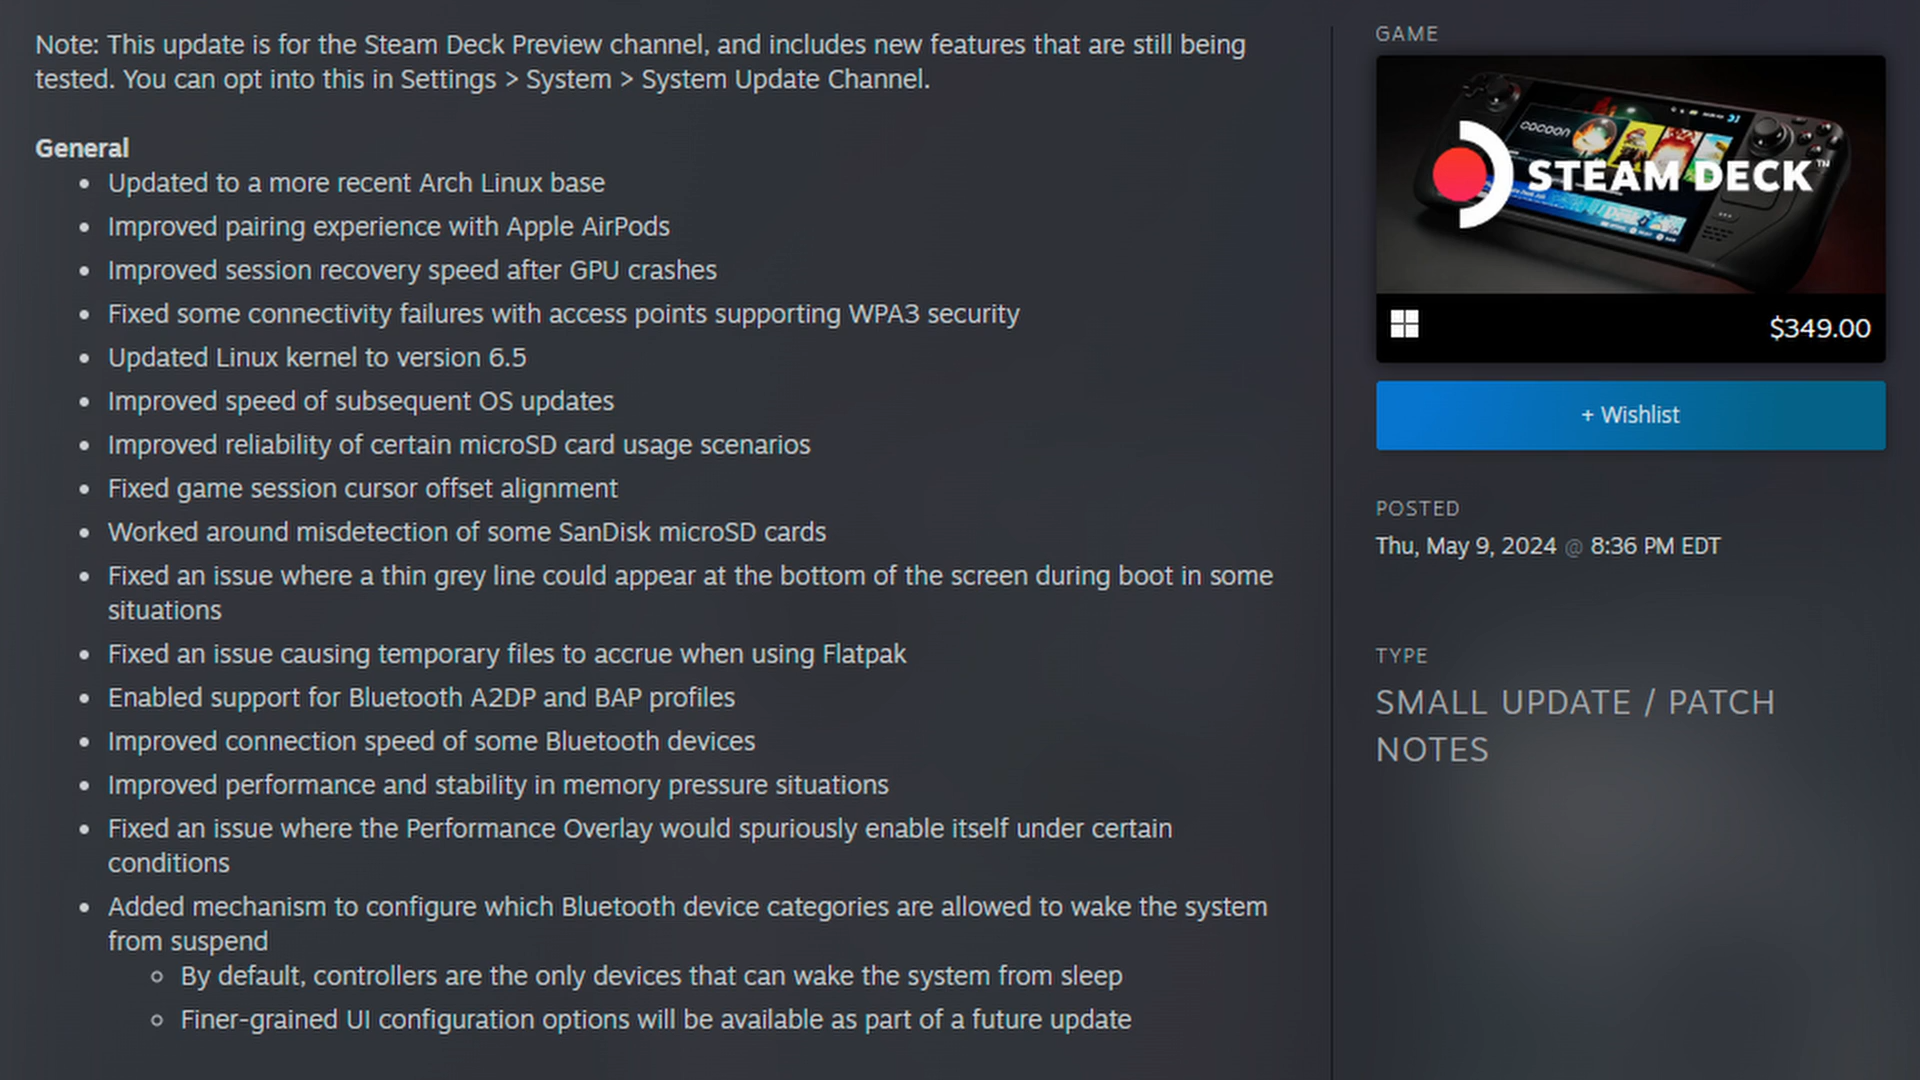 Note: This update is for the Steam Deck Preview channel, and includes new features that are still being
tested. You can opt into this in Settings > System > System Update Channel.
General
• Updated to a more recent Arch Linux base
• Improved pairing experience with Apple AirPods
• Improved session recovery speed after GPU crashes
• Fixed some connectivity failures with access points supporting WPA3 security
• Updated Linux kernel to version 6.5
• Improved speed of subsequent OS updates
• Improved reliability of certain microSD card usage scenarios
• Fixed game session cursor offset alignment
• Worked around misdetection of some SanDisk microSD cards
• Fixed an issue where a thin grey line could appear at the bottom of the screen during boot in some
situations
• Fixed an issue causing temporary files to accrue when using Flatpak
• Enabled support for Bluetooth A2DP and BAP profiles
• Improved connection speed of some Bluetooth devices
• Improved performance and stability in memory pressure situations
• Fixed an issue where the Performance Overlay would spuriously enable itself under certain
conditions
• Added mechanism to configure which Bluetooth device categories are allowed to wake the system
from suspend
○ By default, controllers are the only devices that can wake the system from sleep
○ Finer-grained UI configuration options will be available as part of a future update
GAME
COCOON
STEAM DECK™
$349.00
+ Wishlist
POSTED
Thu, May 9, 2024 @ 8:36 PM EDT
TYPE
SMALL UPDATE / PATCH
NOTES